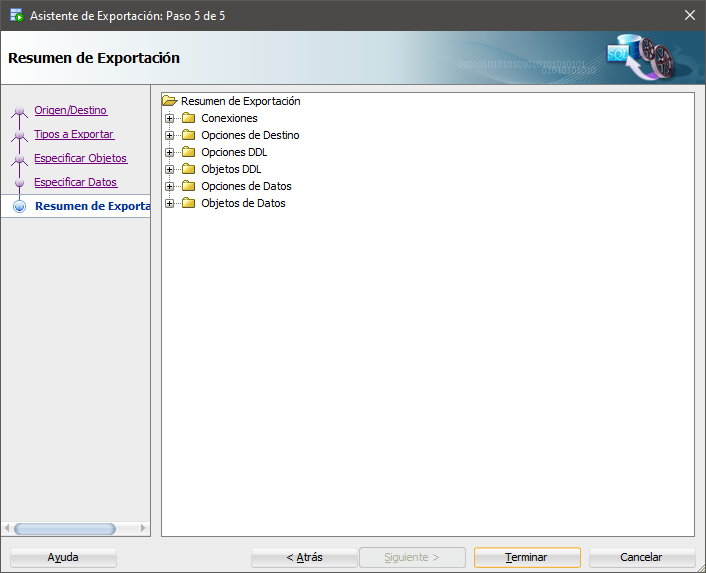 Asistente de Exportación: Paso 5 de 5
Resumen de Exportación
SQL
0101010101010101010101010101
01010101010
Origen/Destino
Tipos a Exportar
Especificar Objetos
Especificar Datos
Resumen de Exporta
Resumen de Exportación
Conexiones
Opciones de Destino
Opciones DDL
Objetos DDL
Opciones de Datos
Objetos de Datos
Ayuda
< Atrás
Siguiente >
Terminar
Cancelar